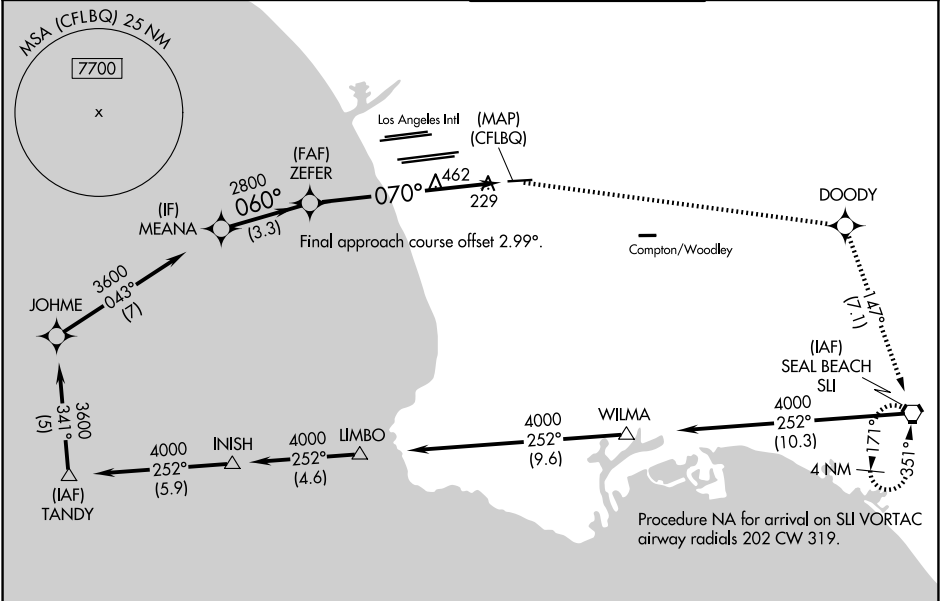 MSA (CFLBQ) 25 NM
7700
x
Los Angeles Intl
(MAP)
(CFLBQ)
(FAF)
ZEFER
462
229
070°
2800
060°
(3.3)
(IF)
MEANA
Final approach course offset 2.99°.
Compton/Woodley
DOODY
147°
(7.1)
3600
043°
(7)
JOHME
(IAF)
SEAL BEACH
SLI
4000
252°
(10.3)
WILMA
4000
252°
(9.6)
LIMBO
4000
252°
(4.6)
INISH
4000
252°
(5.9)
3600
341°
(5)
(IAF)
TANDY
171°
351°
4 NM
Procedure NA for arrival on SLI VORTAC
airway radials 202 CW 319.